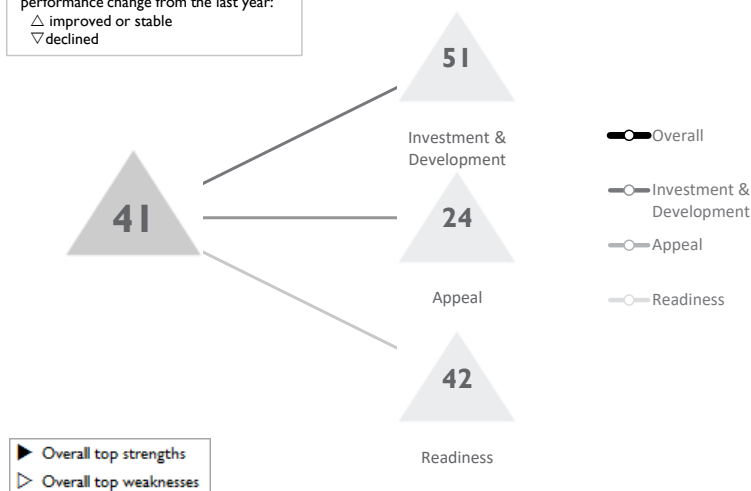 performance change from the last year:
△ improved or stable
▽ declined
51
Investment &
Development
41
24
Appeal
42
Readiness
Overall
Investment &
Development
Appeal
Readiness
▶ Overall top strengths
▷ Overall top weaknesses